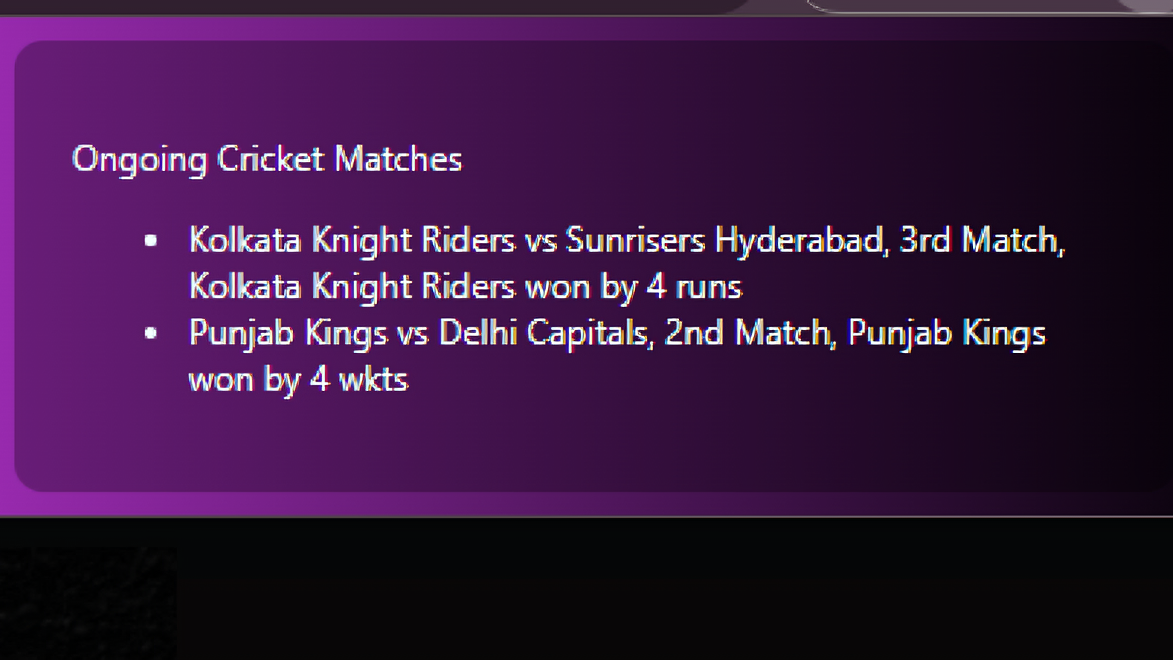 Ongoing Cricket Matches
• Kolkata Knight Riders vs Sunrisers Hyderabad, 3rd Match,
Kolkata Knight Riders won by 4 runs
• Punjab Kings vs Delhi Capitals, 2nd Match, Punjab Kings
won by 4 wkts